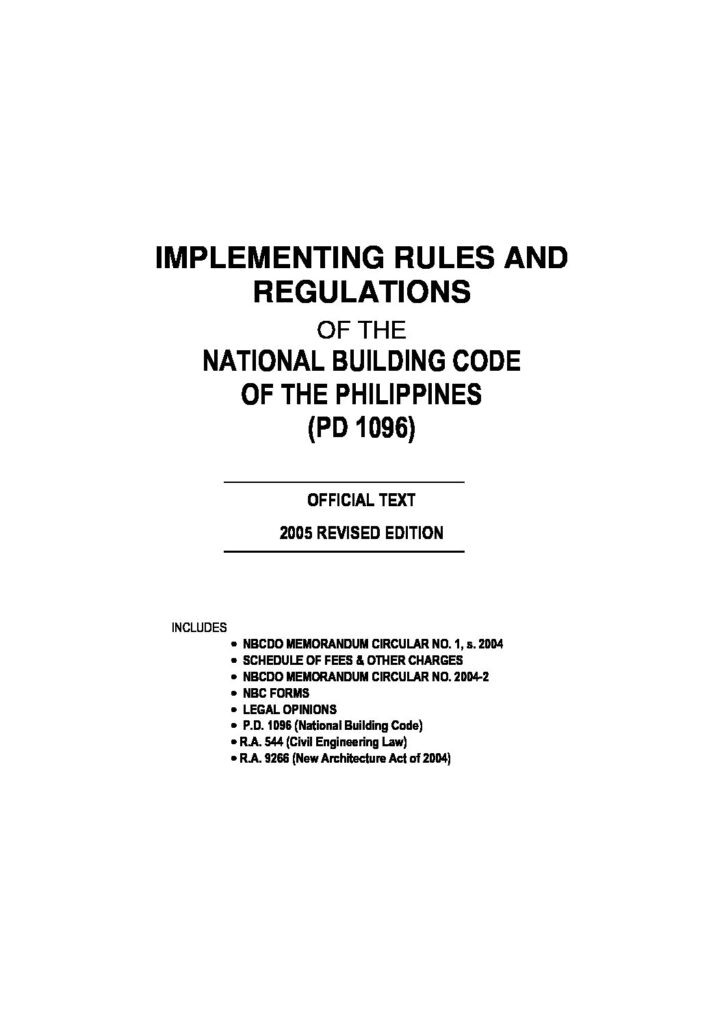 IMPLEMENTING RULES AND
REGULATIONS
OF THE
NATIONAL BUILDING CODE
OF THE PHILIPPINES
(PD 1096)
OFFICIAL TEXT
2005 REVISED EDITION
INCLUDES
• NBCDO MEMORANDUM CIRCULAR NO. 1, s. 2004
• SCHEDULE OF FEES & OTHER CHARGES
• NBCDO MEMORANDUM CIRCULAR NO. 2004-2
• NBC FORMS
• LEGAL OPINIONS
• P.D. 1096 (National Building Code)
• R.A. 544 (Civil Engineering Law)
• R.A. 9266 (New Architecture Act of 2004)